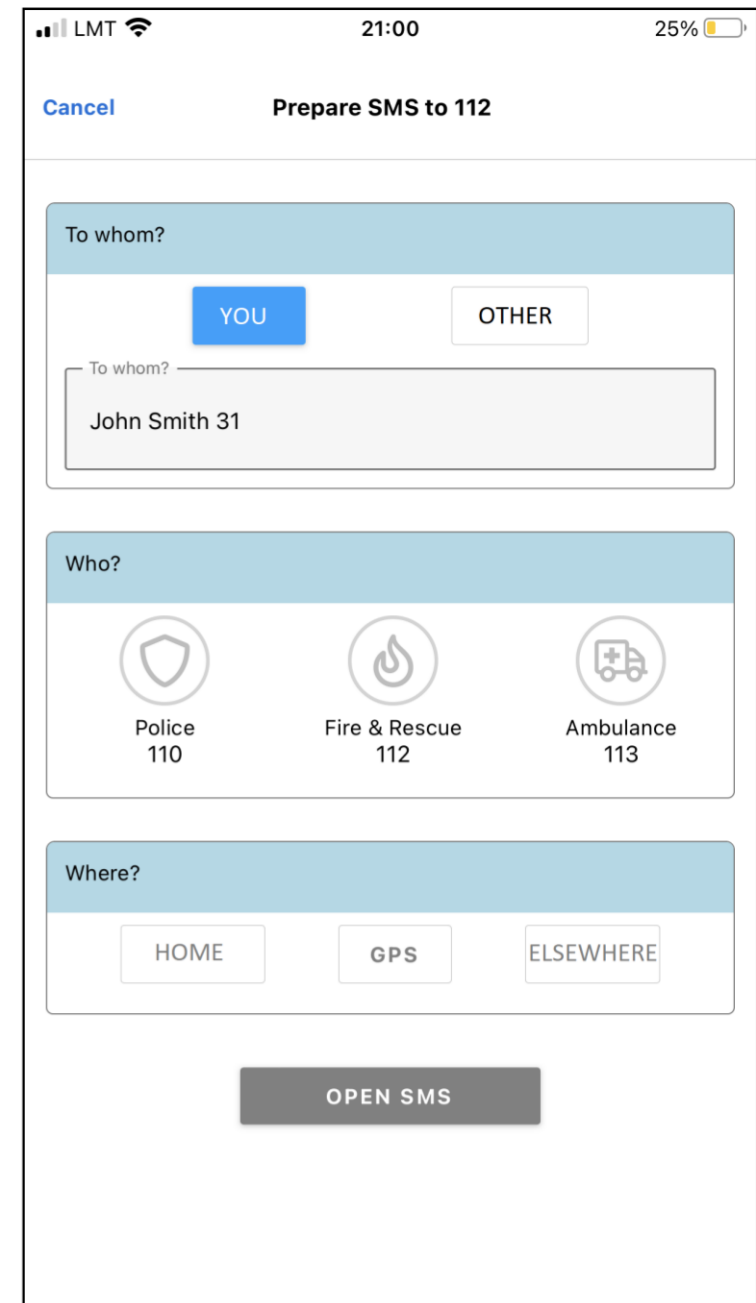 LMT 21:00 25%
Cancel Prepare SMS to 112
To whom?
YOU OTHER
To whom?
John Smith 31
Who?
Police Fire & Rescue Ambulance
110 112 113
Where?
HOME GPS ELSEWHERE
OPEN SMS